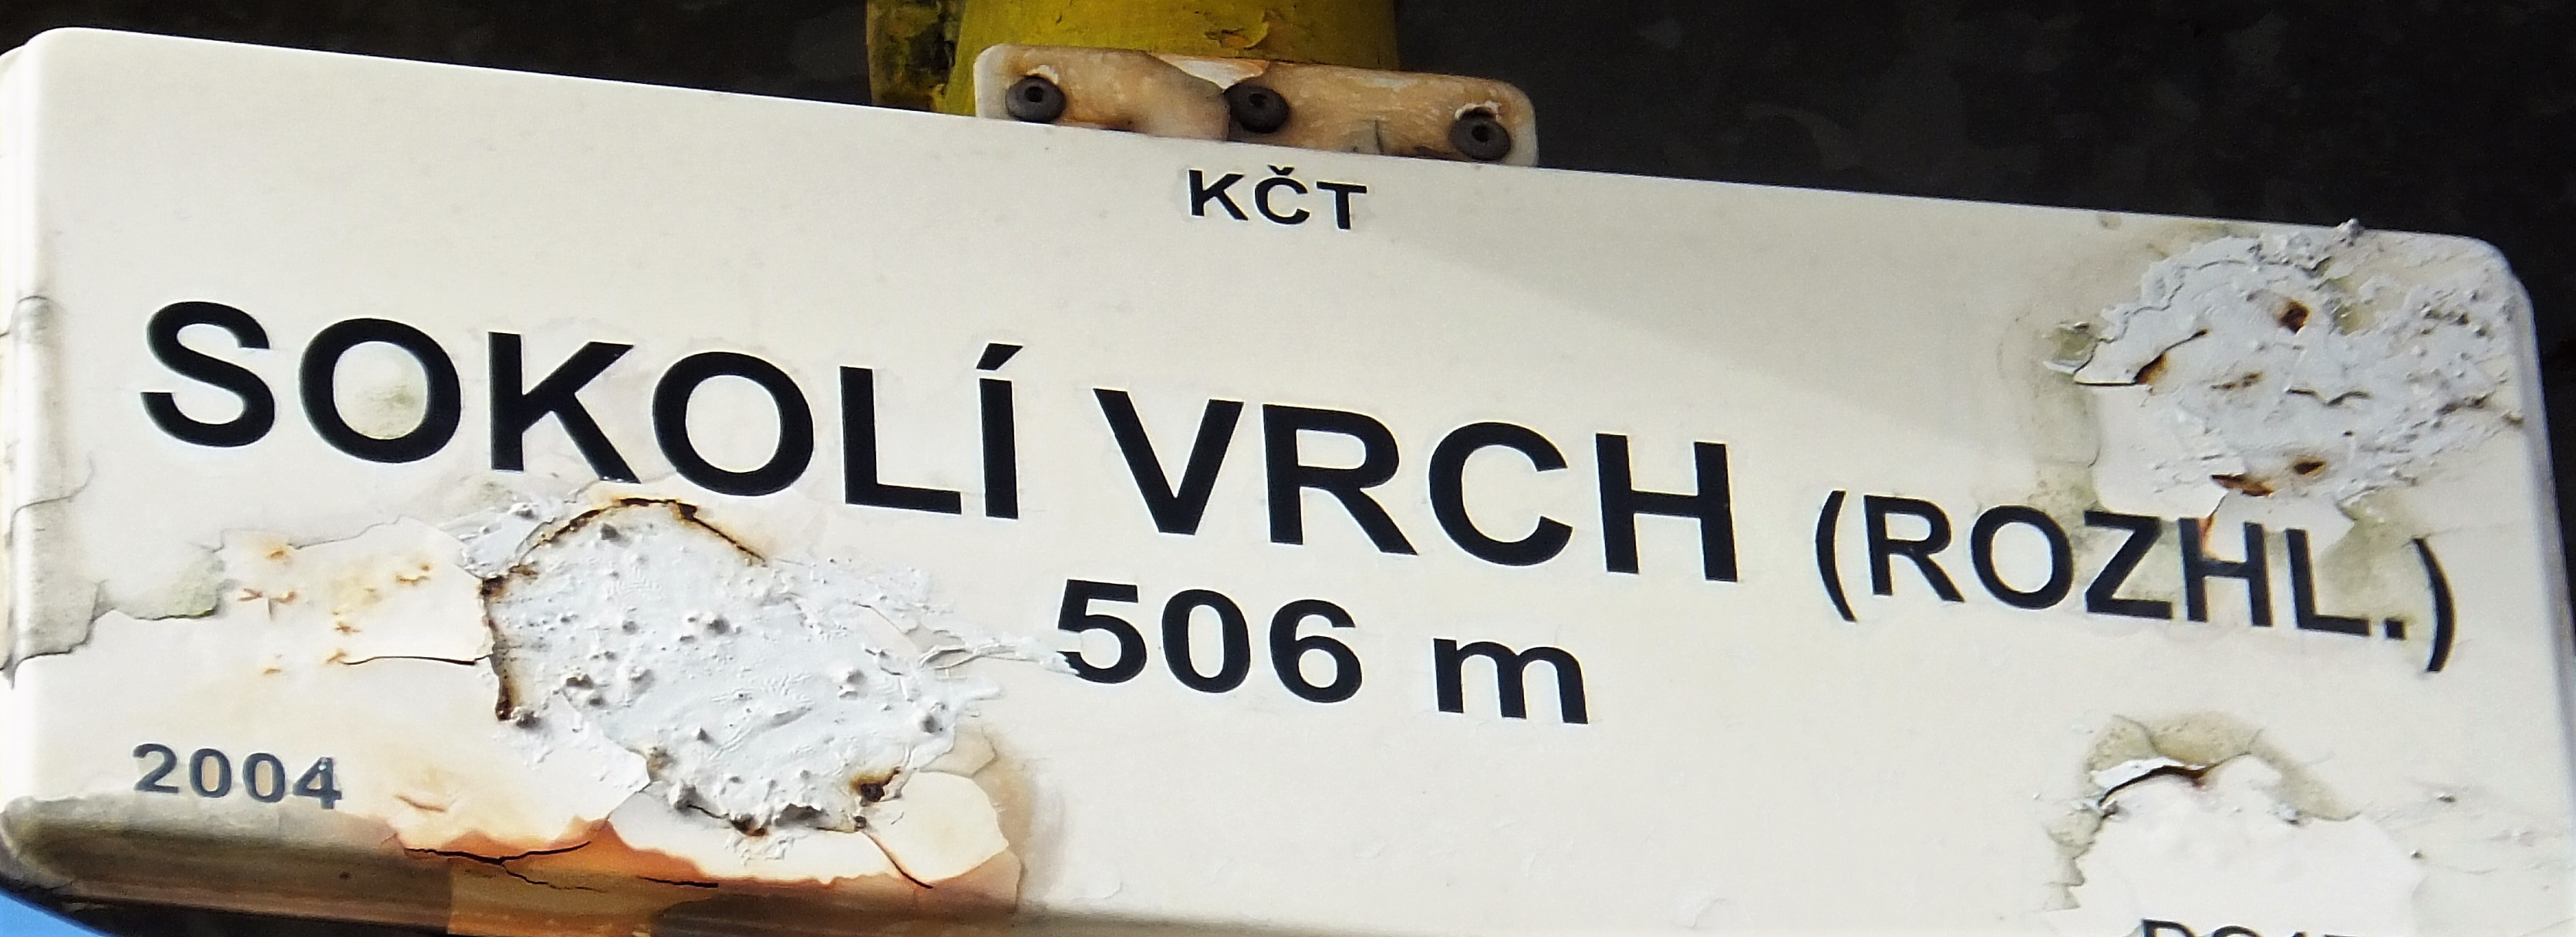 KČT
SOKOLÍ VRCH (ROZHL.)
506 m
2004